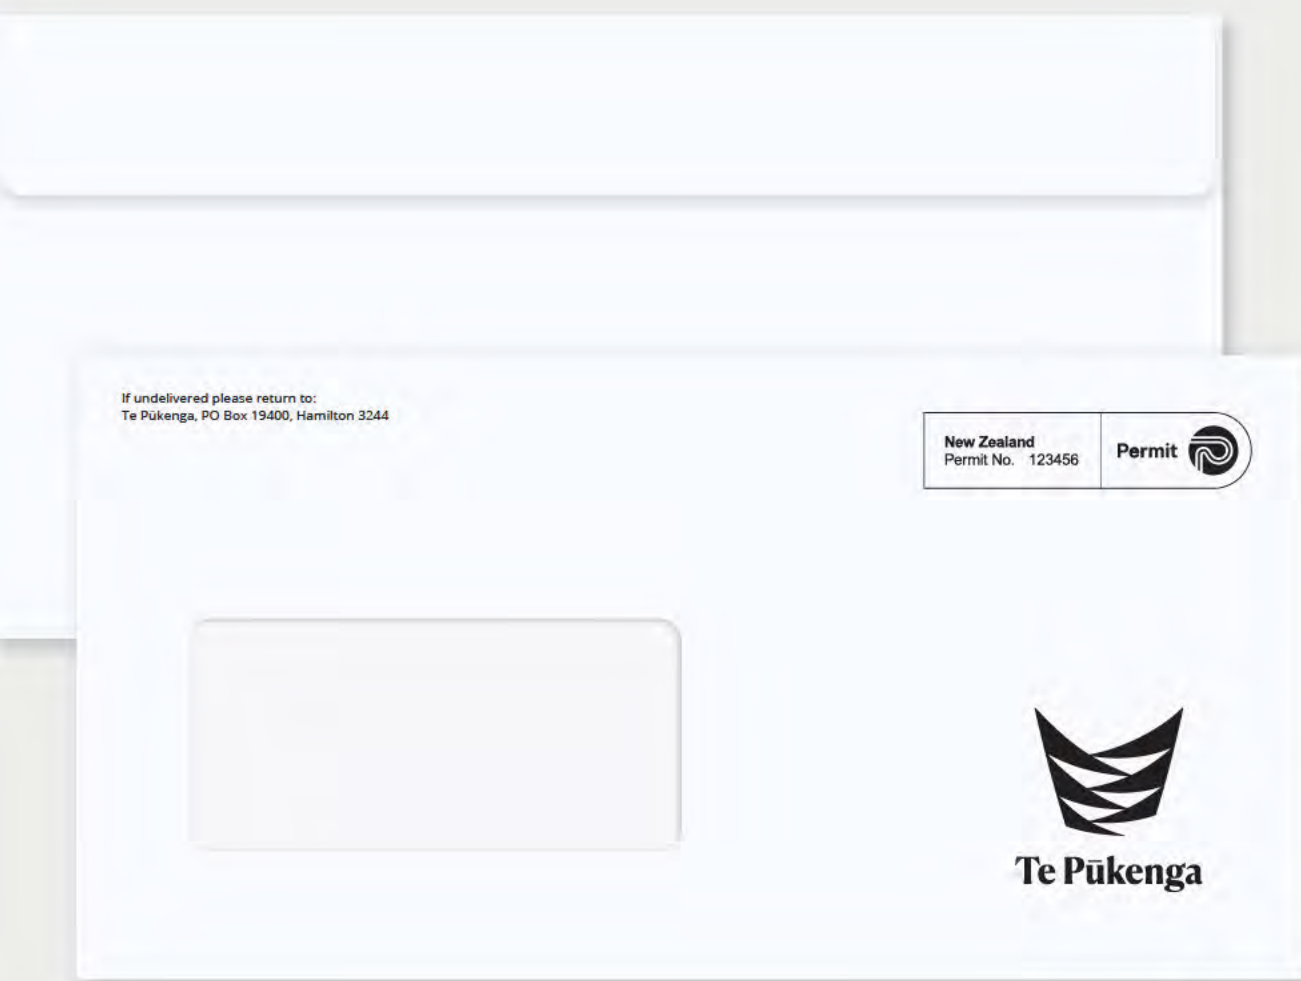 If undelivered please return to:
Te Pūkenga, PO Box 19400, Hamilton 3244
New Zealand
Permit No. 123456
Permit
Te Pūkenga